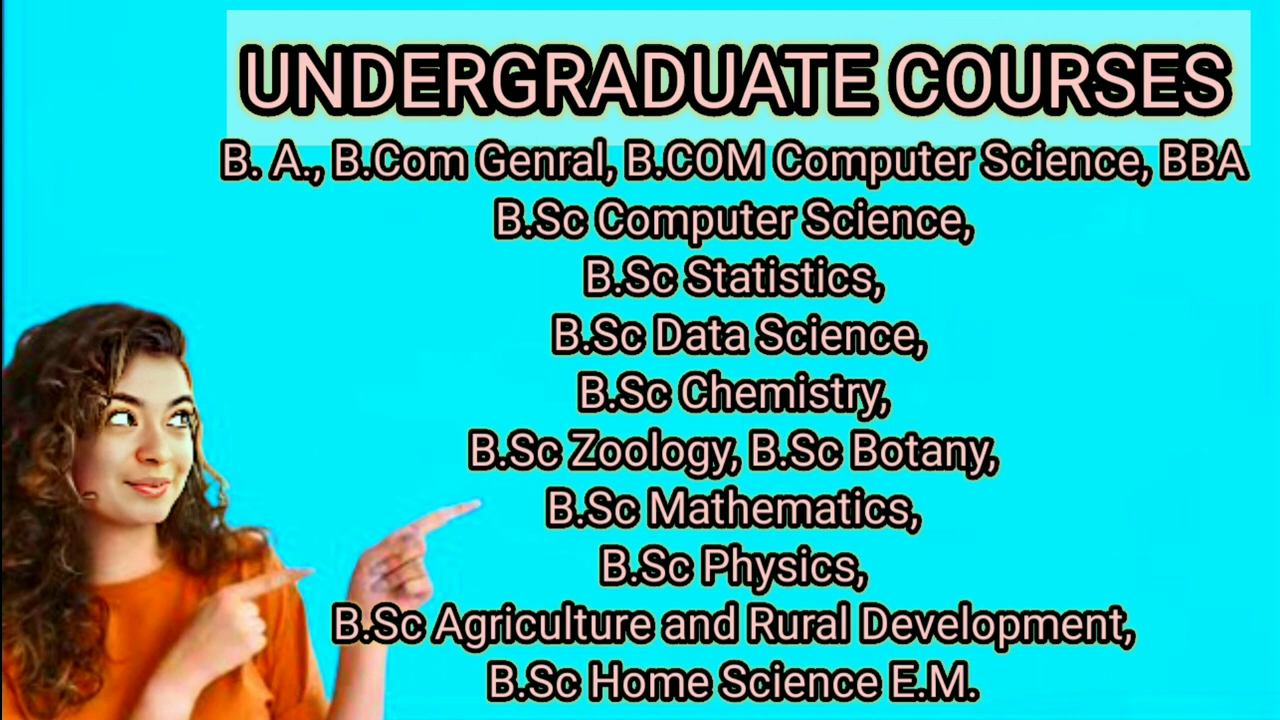 UNDERGRADUATE COURSES
B. A., B.Com Genral, B.COM Computer Science, BBA
B.Sc Computer Science,
B.Sc Statistics,
B.Sc Data Science,
B.Sc Chemistry,
B.Sc Zoology, B.Sc Botany,
B.Sc Mathematics,
B.Sc Physics,
B.Sc Agriculture and Rural Development,
B.Sc Home Science E.M.